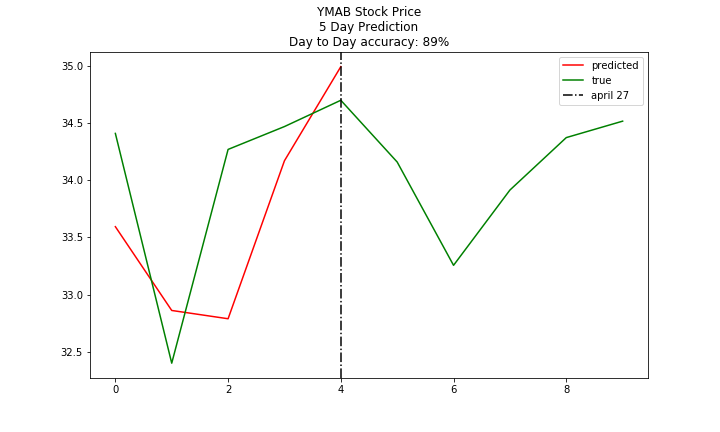 YMAB Stock Price
5 Day Prediction
Day to Day accuracy: 89%
predicted
true
april 27
35.0
34.5
34.0
33.5
33.0
32.5
0 2 4 6 8